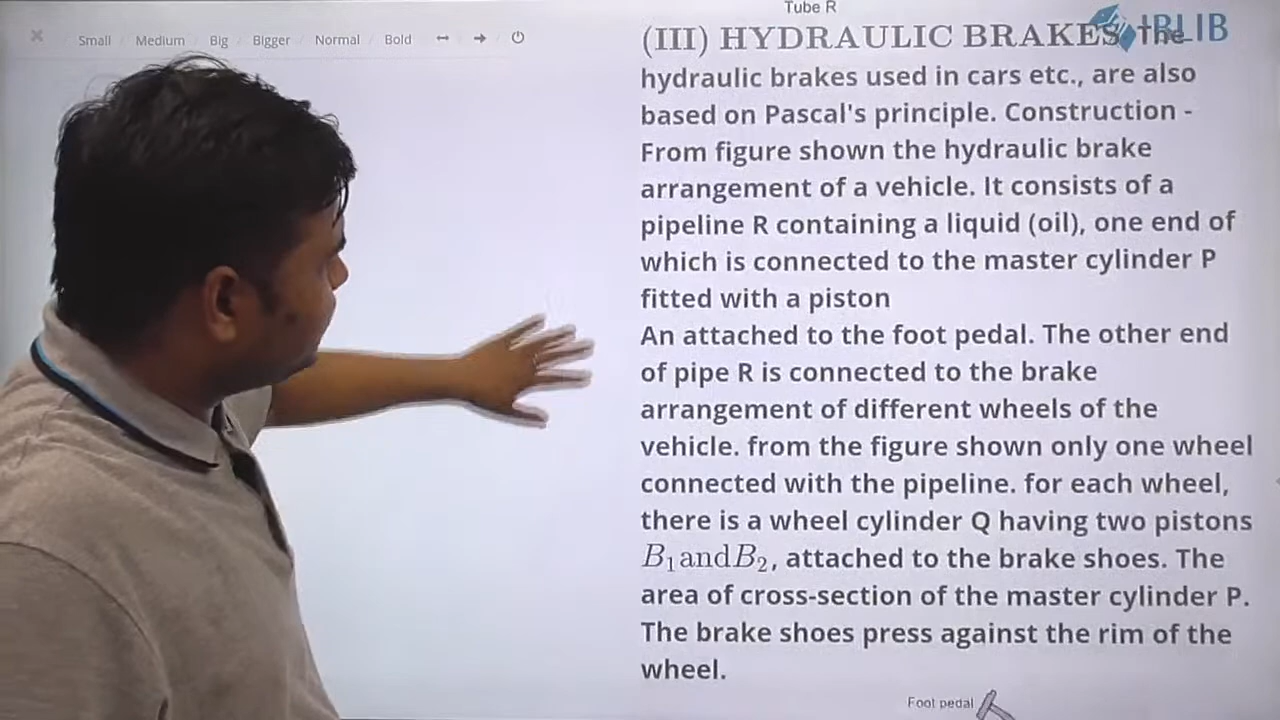 Tube R
Small / Medium / Big / Bigger / Normal / Bold
(III) HYDRAULIC BRAKES the
IBLIB
hydraulic brakes used in cars etc., are also
based on Pascal's principle. Construction -
From figure shown the hydraulic brake
arrangement of a vehicle. It consists of a
pipeline R containing a liquid (oil), one end of
which is connected to the master cylinder P
fitted with a piston
An attached to the foot pedal. The other end
of pipe R is connected to the brake
arrangement of different wheels of the
vehicle. from the figure shown only one wheel
connected with the pipeline. for each wheel,
there is a wheel cylinder Q having two pistons
B₁andB₂, attached to the brake shoes. The
area of cross-section of the master cylinder P.
The brake shoes press against the rim of the
wheel.
Foot pedal